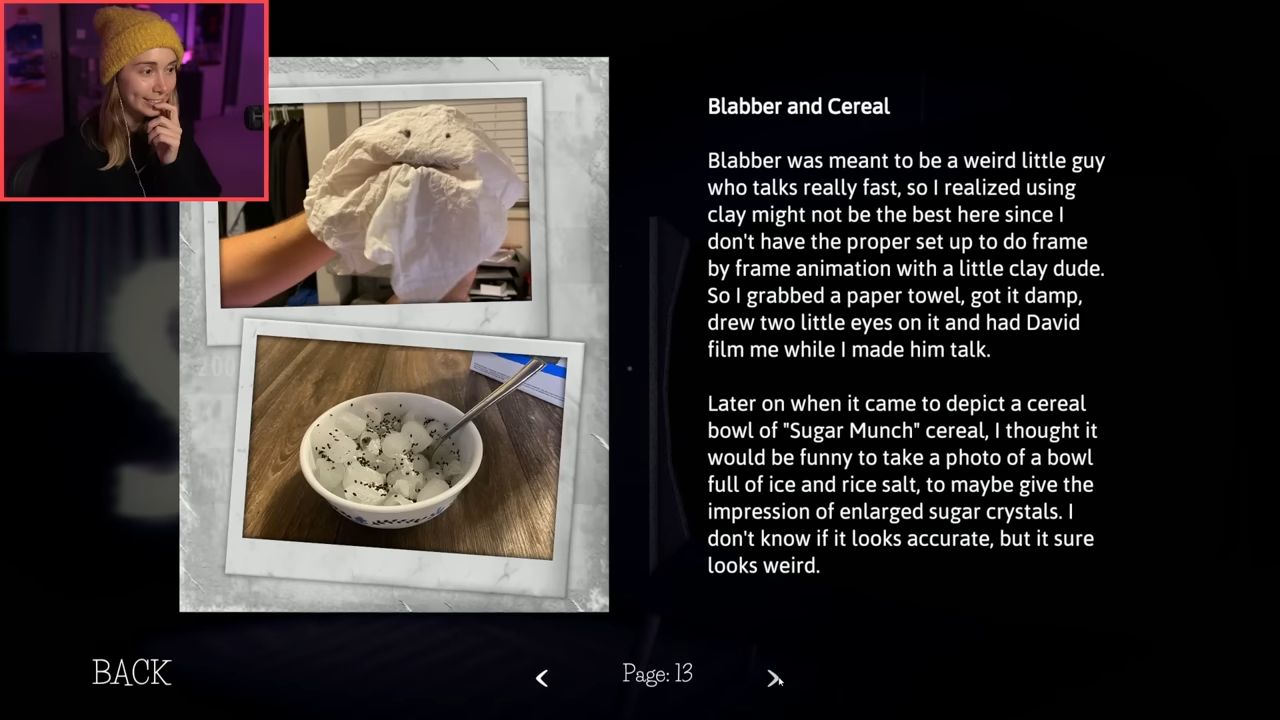 Blabber and Cereal
Blabber was meant to be a weird little guy
who talks really fast, so I realized using
clay might not be the best here since I
don't have the proper set up to do frame
by frame animation with a little clay dude.
So I grabbed a paper towel, got it damp,
drew two little eyes on it and had David
film me while I made him talk.
Later on when it came to depict a cereal
bowl of "Sugar Munch" cereal, I thought it
would be funny to take a photo of a bowl
full of ice and rice salt, to maybe give the
impression of enlarged sugar crystals. I
don't know if it looks accurate, but it sure
looks weird.
BACK
< Page: 13 >